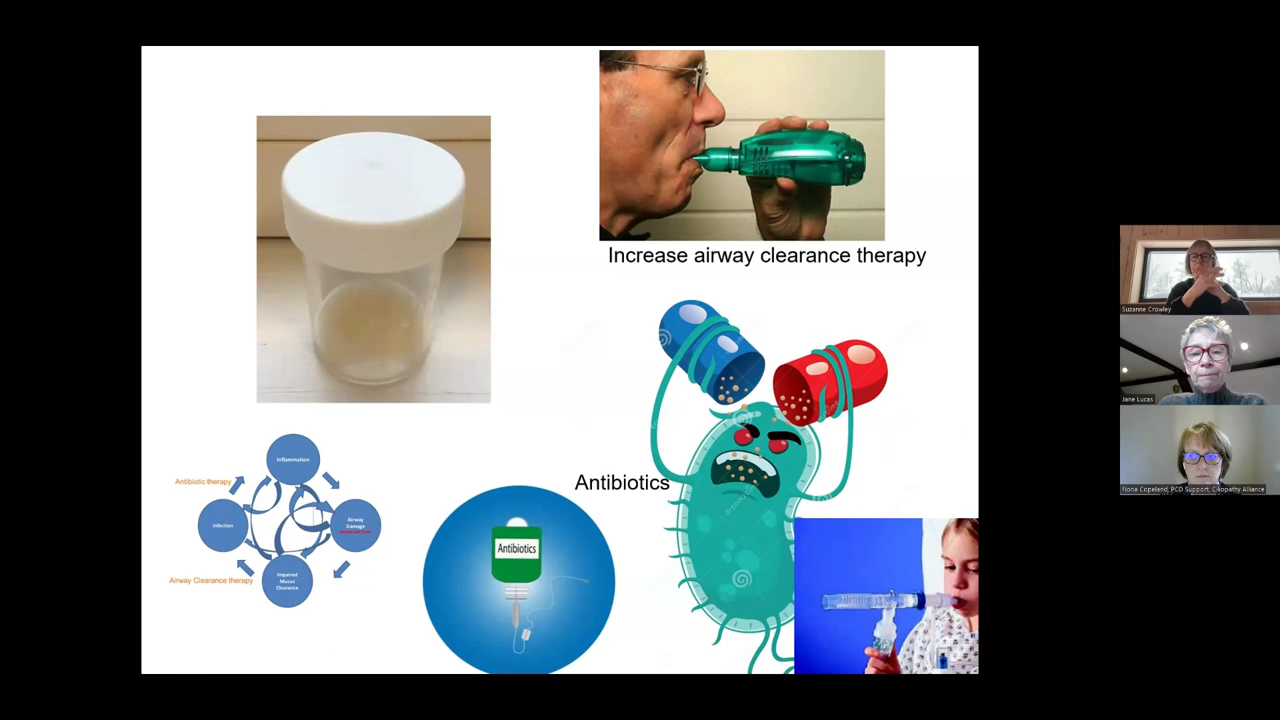 Increase airway clearance therapy
Inflammation
Antibiotic therapy
Infection
Airway
Damage
Impaired
Mucus
Clearance
Airway Clearance therapy
Antibiotics
Antibiotics
Suzanne Crowley
Jane Lucas
Fiona Copeland, PCD Support, Ciliopathy Alliance